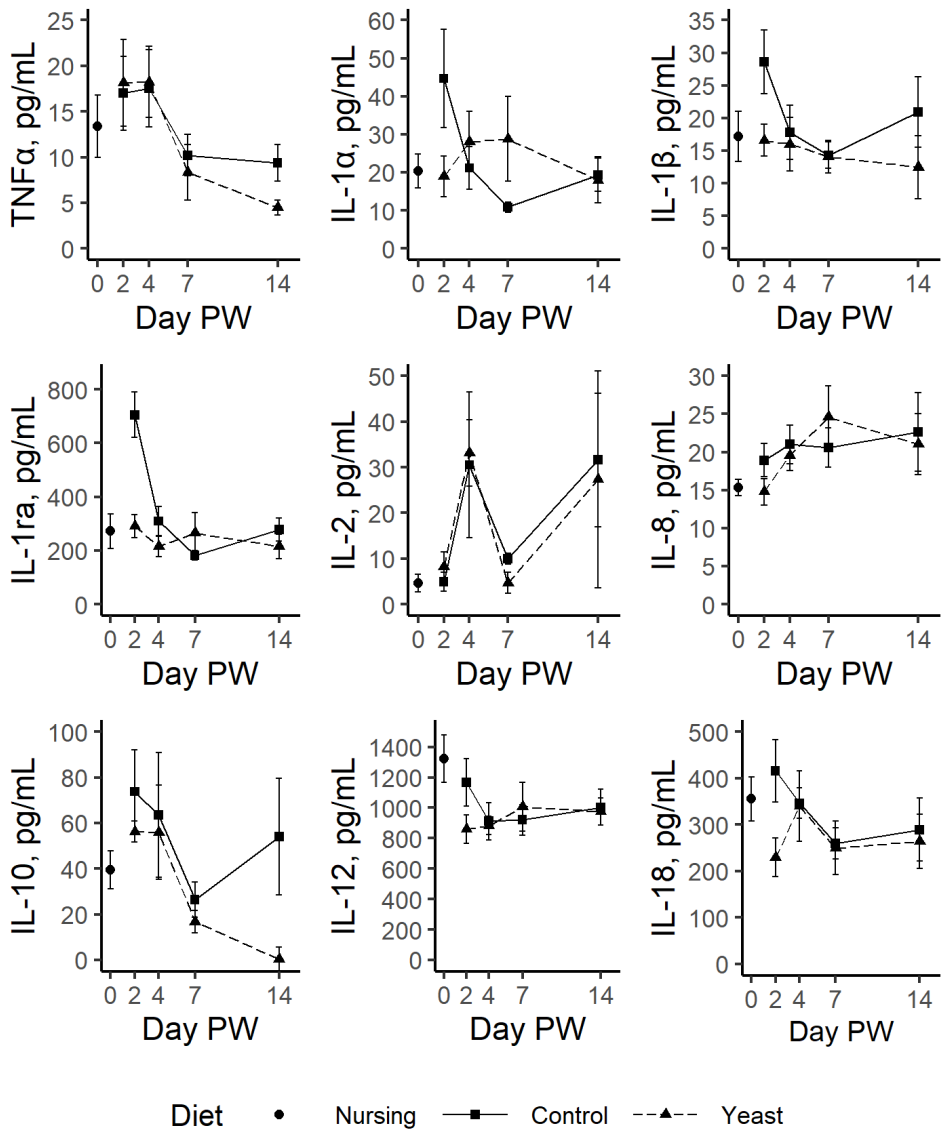 TNFα, pg/mL
25
20
15
10
5
0
0 2 4 7 14
Day PW
IL-1α, pg/mL
60
50
40
30
20
10
0
0 2 4 7 14
Day PW
IL-1β, pg/mL
35
30
25
20
15
10
5
0
0 2 4 7 14
Day PW
IL-1ra, pg/mL
800
600
400
200
0
0 2 4 7 14
Day PW
IL-2, pg/mL
50
40
30
20
10
0
0 2 4 7 14
Day PW
IL-8, pg/mL
30
25
20
15
10
5
0
0 2 4 7 14
Day PW
IL-10, pg/mL
100
80
60
40
20
0
0 2 4 7 14
Day PW
IL-12, pg/mL
1400
1200
1000
800
600
400
200
0
0 2 4 7 14
Day PW
IL-18, pg/mL
500
400
300
200
100
0
0 2 4 7 14
Day PW
Diet Nursing Control Yeast